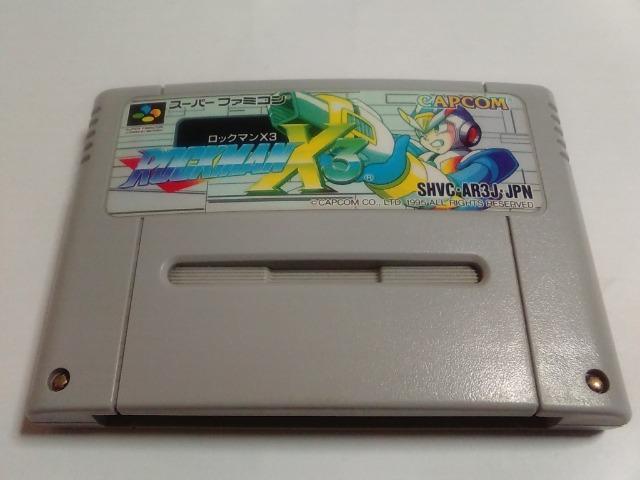 スーパーファミコン
CAPCOM
ロックマンX3
ROCKMAN X3
®
SHVC-AR3J-JPN
©CAPCOM CO., LTD. 1995 ALL RIGHTS RESERVED